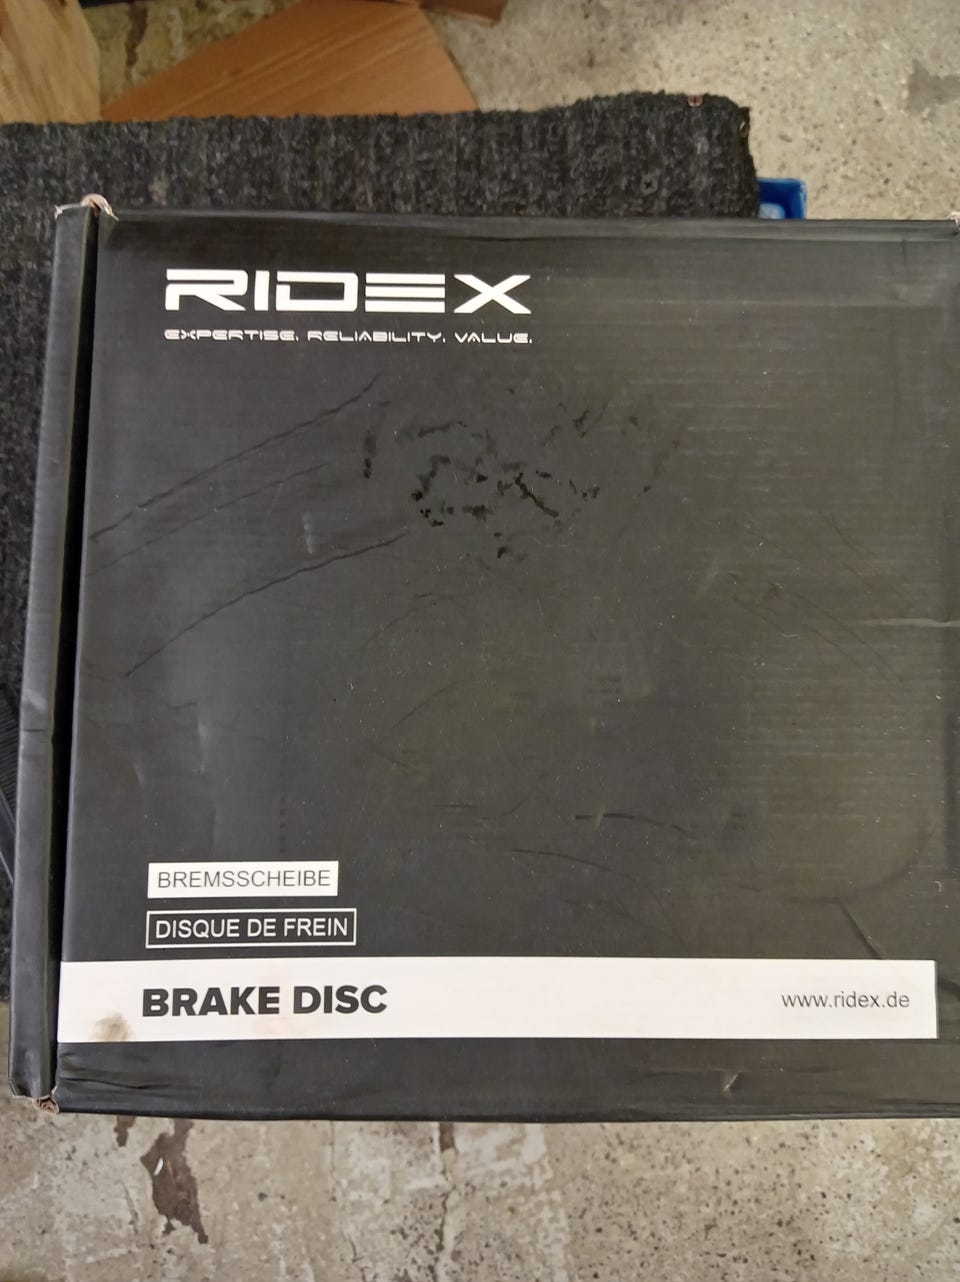 RIDEX
EXPERTISE. RELIABILITY. VALUE.
BREMSSCHEIBE
DISQUE DE FREIN
BRAKE DISC
www.ridex.de